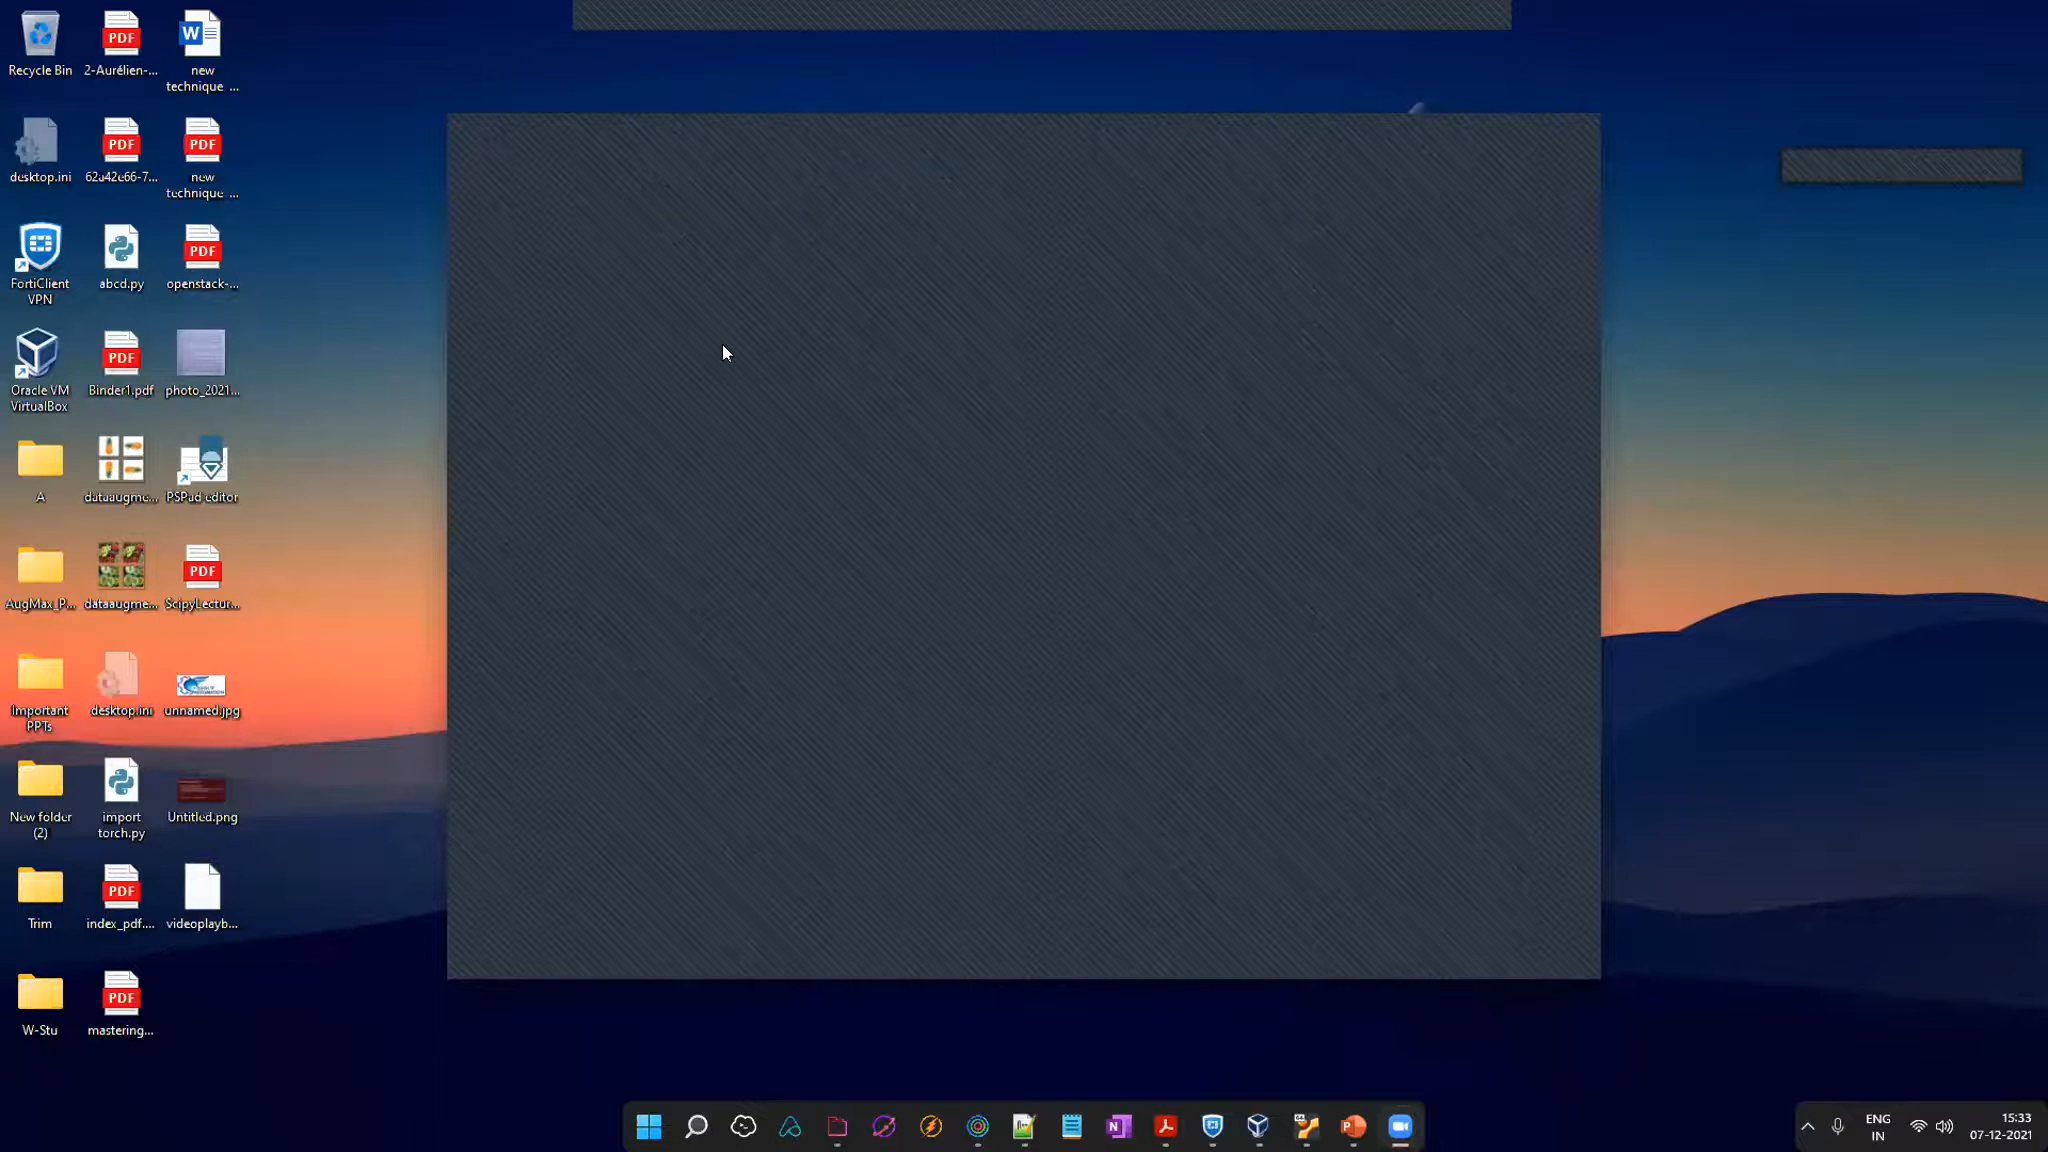 Recycle Bin
2-Aurélien-...
new
technique_...
desktop.ini
62a42e66-7...
new
technique_...
FortiClient
VPN
abcd.py
openstack-...
Oracle VM
VirtualBox
Binder1.pdf
photo_2021...
A
dataaugme...
PSPad editor
AugMax_P...
dataaugme...
ScipyLectur...
Important
PPTs
desktop.ini
unnamed.jpg
New folder
(2)
import
torch.py
Untitled.png
Trim
index_pdf....
videoplayb...
W-Stu
mastering...
PDF
W
PDF
PDF
PDF
PDF
PDF
PDF
PDF
N
P
ENG
IN
15:33
07-12-2021